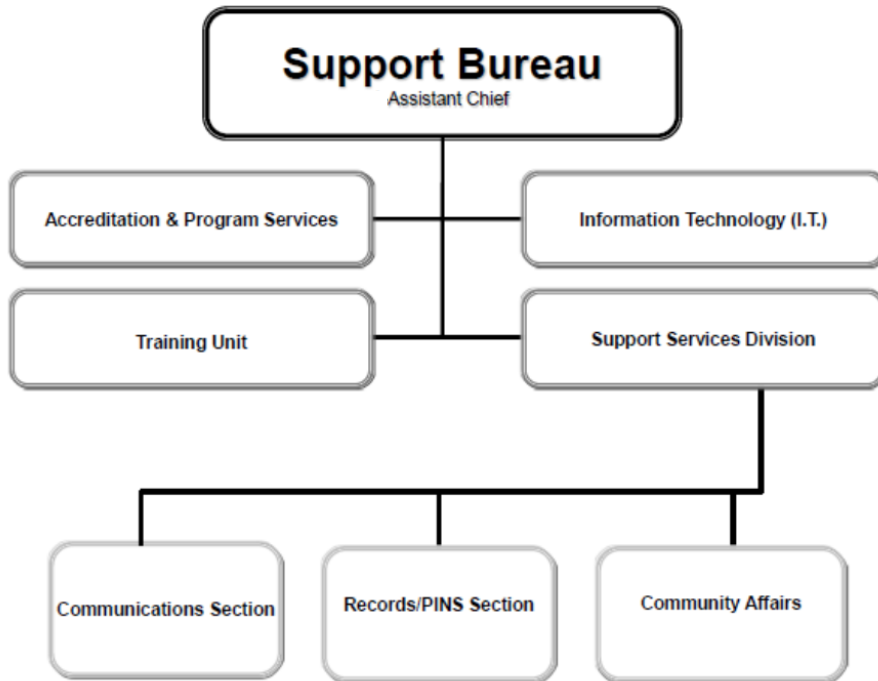 Support Bureau
Assistant Chief
Accreditation & Program Services
Information Technology (I.T.)
Training Unit
Support Services Division
Communications Section
Records/PINS Section
Community Affairs